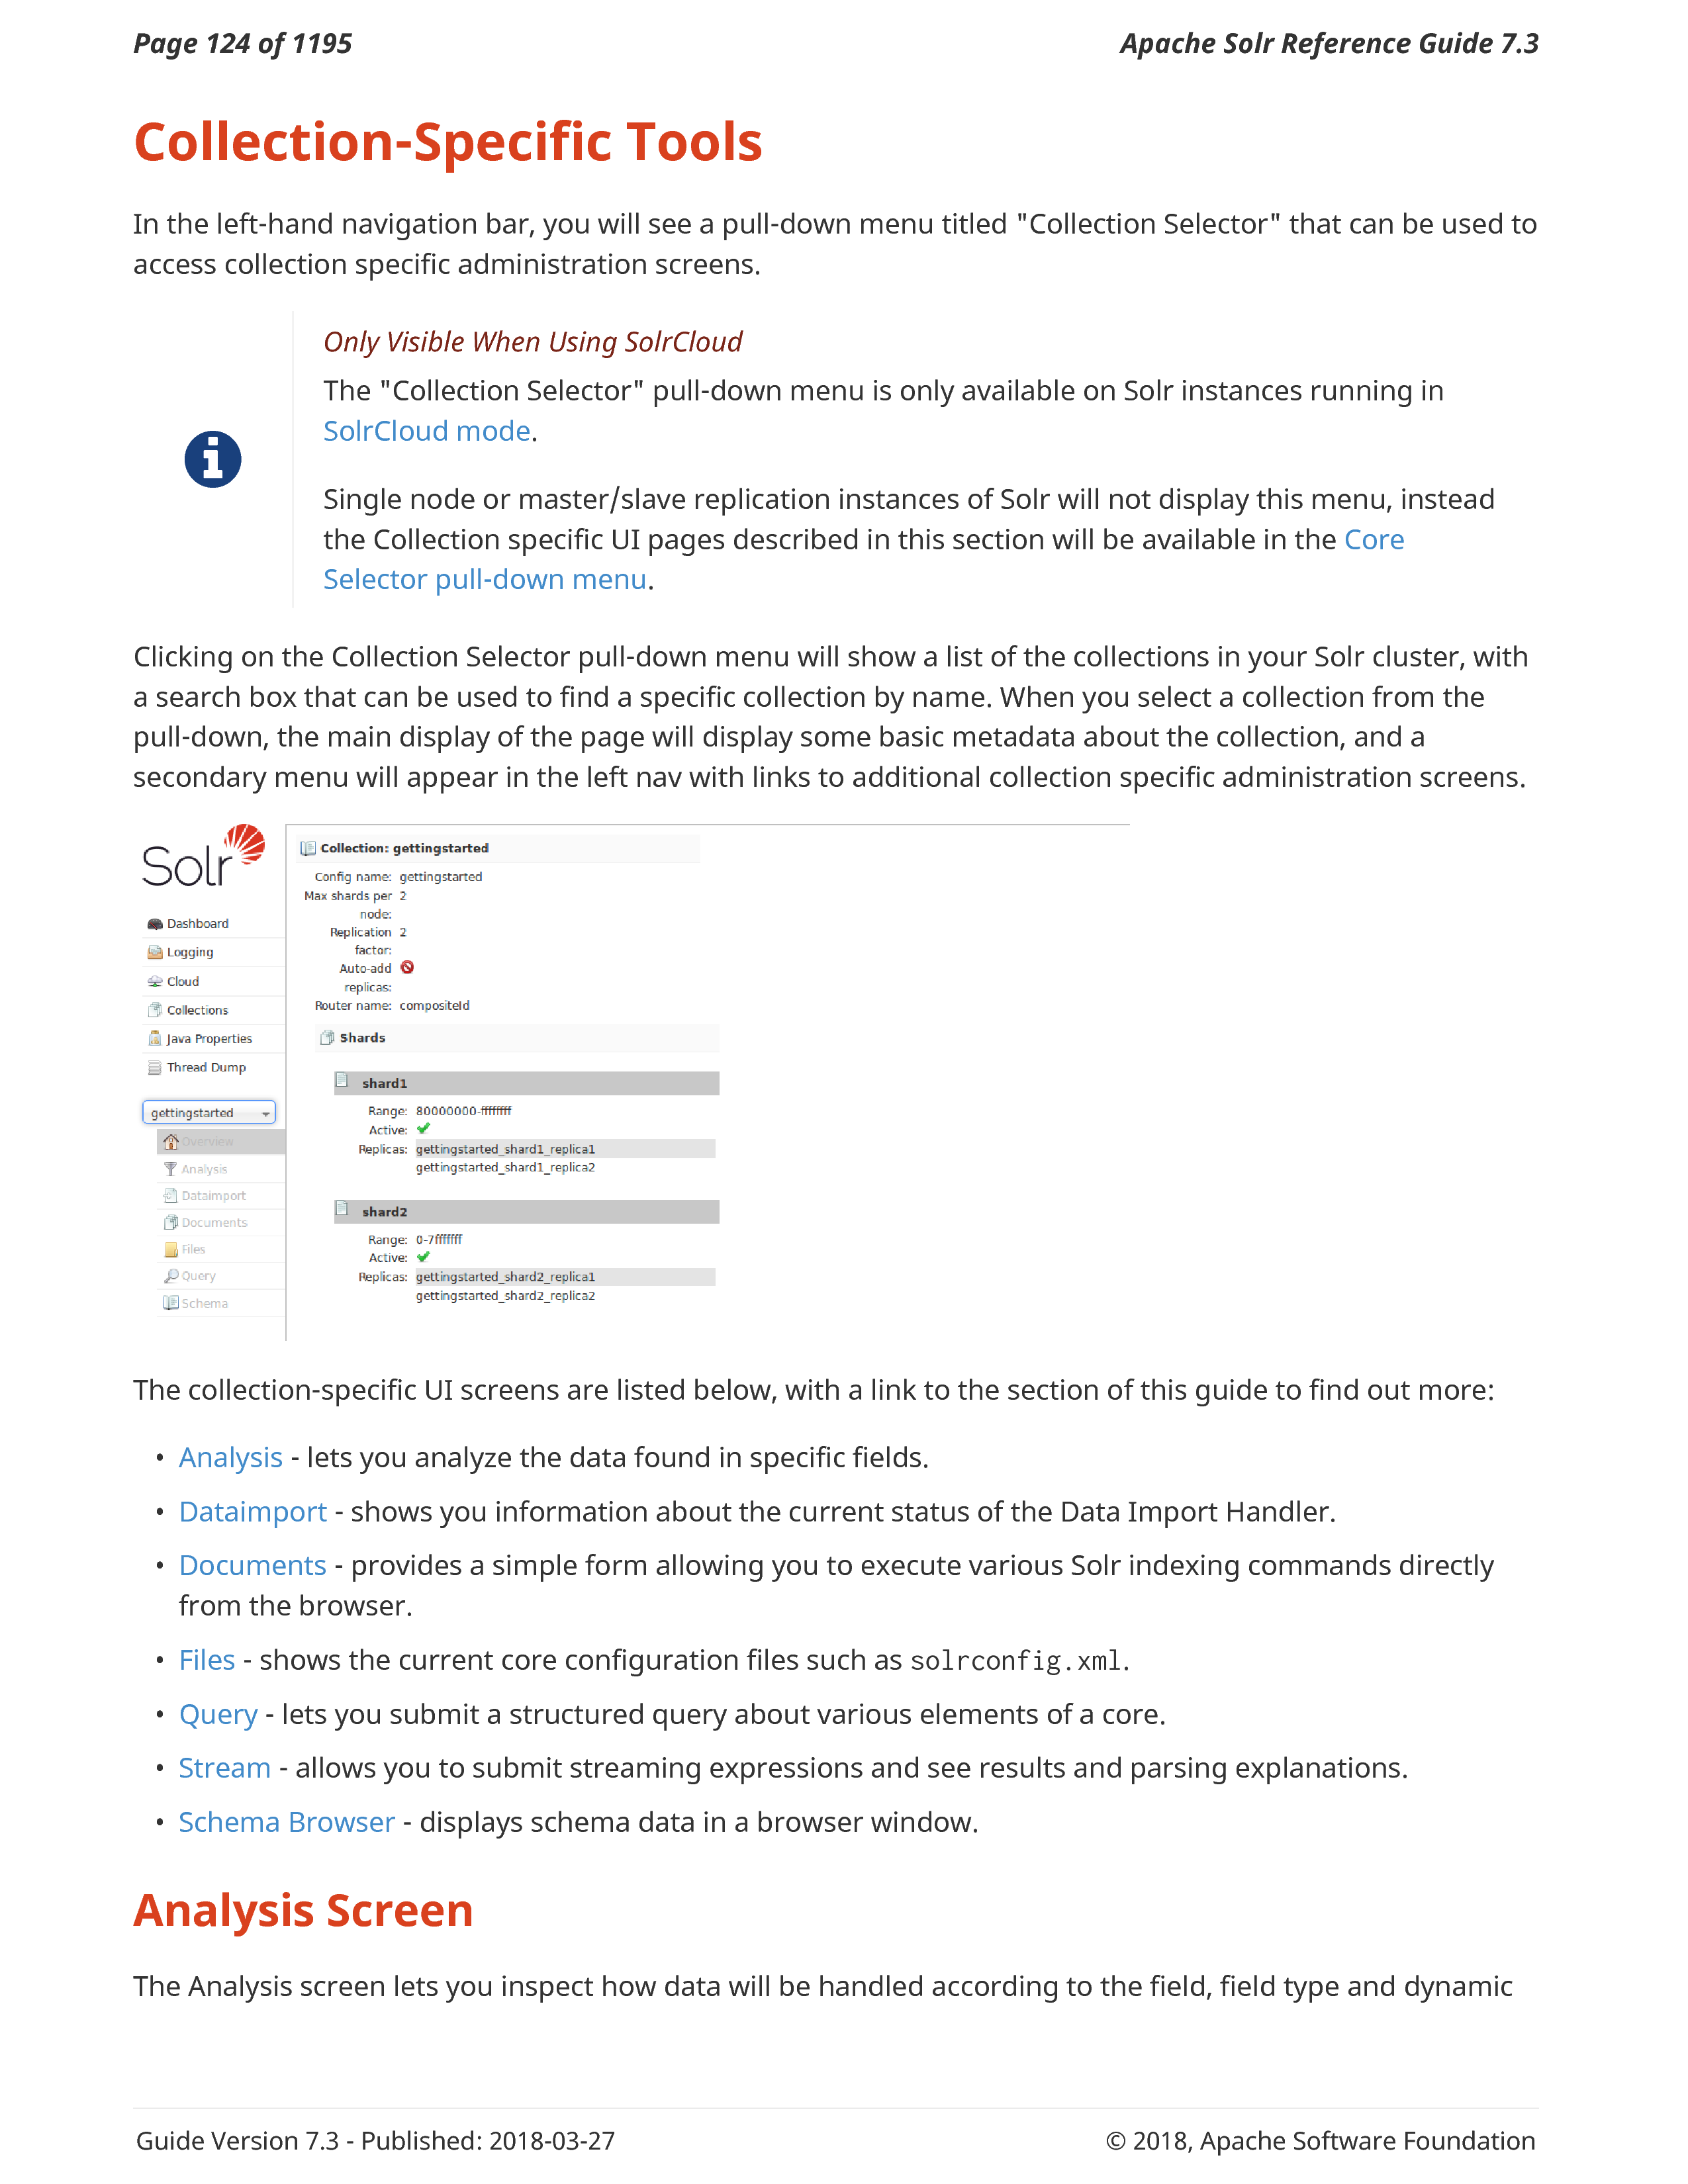 Page 124 of 1195
Apache Solr Reference Guide 7.3
Collection-Specific Tools
In the left-hand navigation bar, you will see a pull-down menu titled "Collection Selector" that can be used to
access collection specific administration screens.
Only Visible When Using SolrCloud
The "Collection Selector" pull-down menu is only available on Solr instances running in
SolrCloud mode.
Single node or master/slave replication instances of Solr will not display this menu, instead
the Collection specific UI pages described in this section will be available in the Core
Selector pull-down menu.
Clicking on the Collection Selector pull-down menu will show a list of the collections in your Solr cluster, with
a search box that can be used to find a specific collection by name. When you select a collection from the
pull-down, the main display of the page will display some basic metadata about the collection, and a
secondary menu will appear in the left nav with links to additional collection specific administration screens.
Solr
Dashboard
Logging
Cloud
Collections
Java Properties
Thread Dump
gettingstarted
Overview
Analysis
Dataimport
Documents
Files
Query
Schema
Collection: gettingstarted
Config name: gettingstarted
Max shards per 2
node:
Replication 2
factor:
Auto-add
replicas:
Router name: compositeId
Shards
shard1
Range: 80000000-ffffffff
Active:
Replicas: gettingstarted_shard1_replica1
gettingstarted_shard1_replica2
shard2
Range: 0-7fffffff
Active:
Replicas: gettingstarted_shard2_replica1
gettingstarted_shard2_replica2
The collection-specific UI screens are listed below, with a link to the section of this guide to find out more:
• Analysis - lets you analyze the data found in specific fields.
• Dataimport - shows you information about the current status of the Data Import Handler.
• Documents - provides a simple form allowing you to execute various Solr indexing commands directly
from the browser.
• Files - shows the current core configuration files such as solrconfig.xml.
• Query - lets you submit a structured query about various elements of a core.
• Stream - allows you to submit streaming expressions and see results and parsing explanations.
• Schema Browser - displays schema data in a browser window.
Analysis Screen
The Analysis screen lets you inspect how data will be handled according to the field, field type and dynamic
Guide Version 7.3 - Published: 2018-03-27
© 2018, Apache Software Foundation